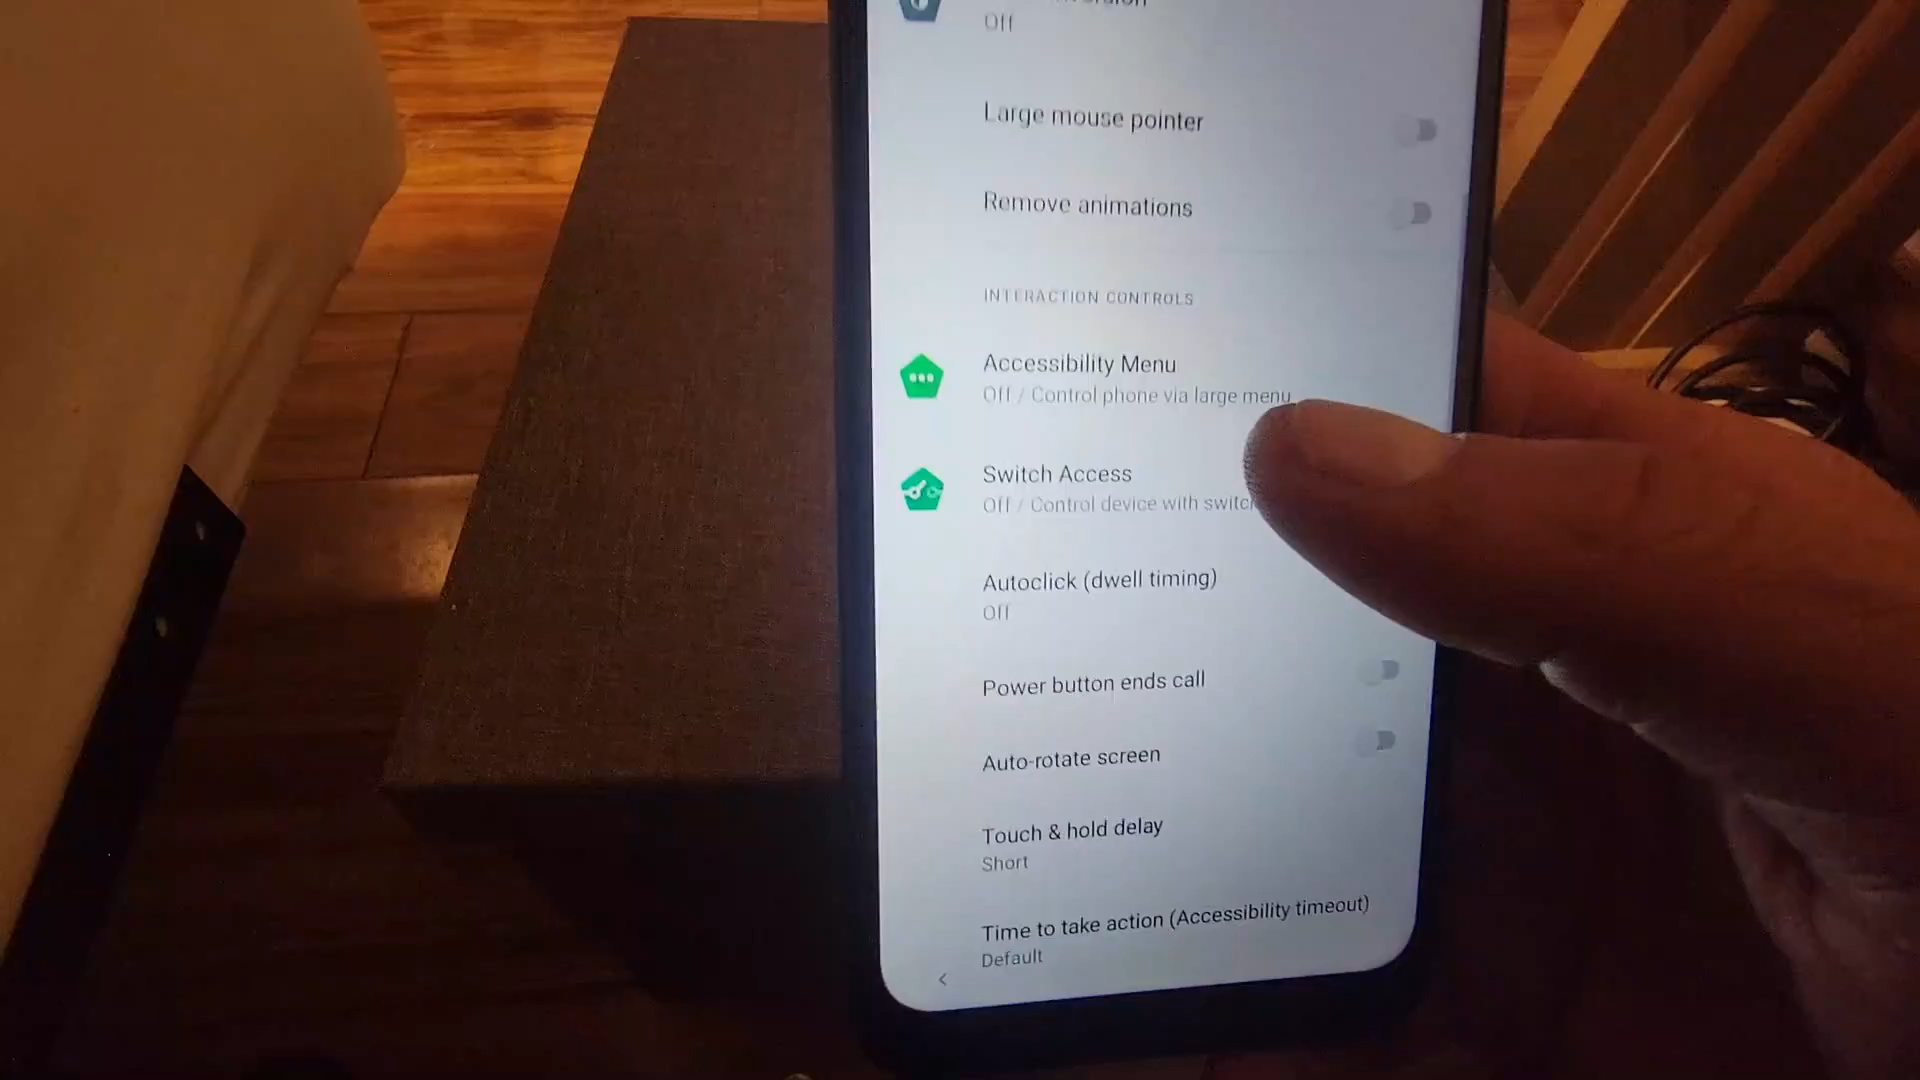 Off
Large mouse pointer
Remove animations
INTERACTION CONTROLS
Accessibility Menu
Off / Control phone via large menu
Switch Access
Off / Control device with
Autoclick (dwell timing)
Off
Power button ends call
Auto-rotate screen
Touch & hold delay
Short
Time to take action (Accessibility timeout)
Default